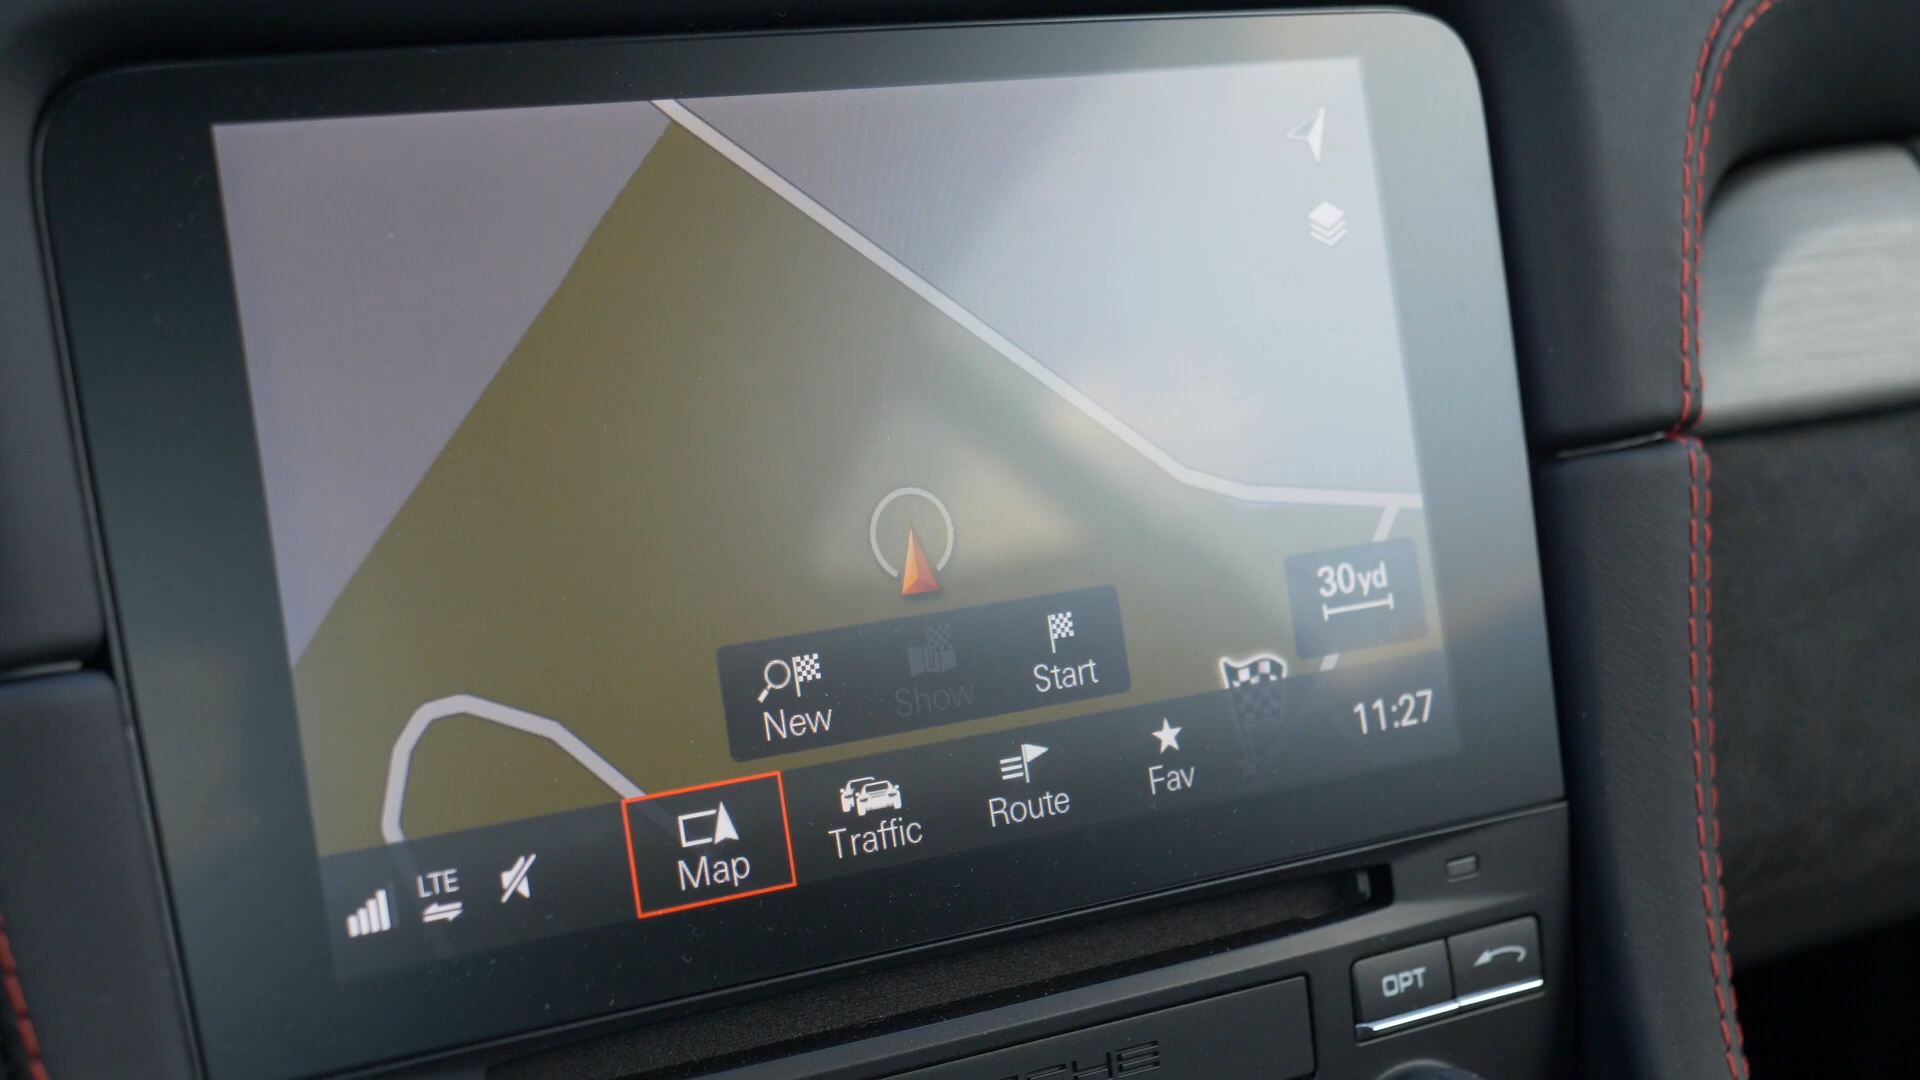 30yd
New
Show
Start
11:27
Map
Traffic
Route
Fav
LTE
OPT